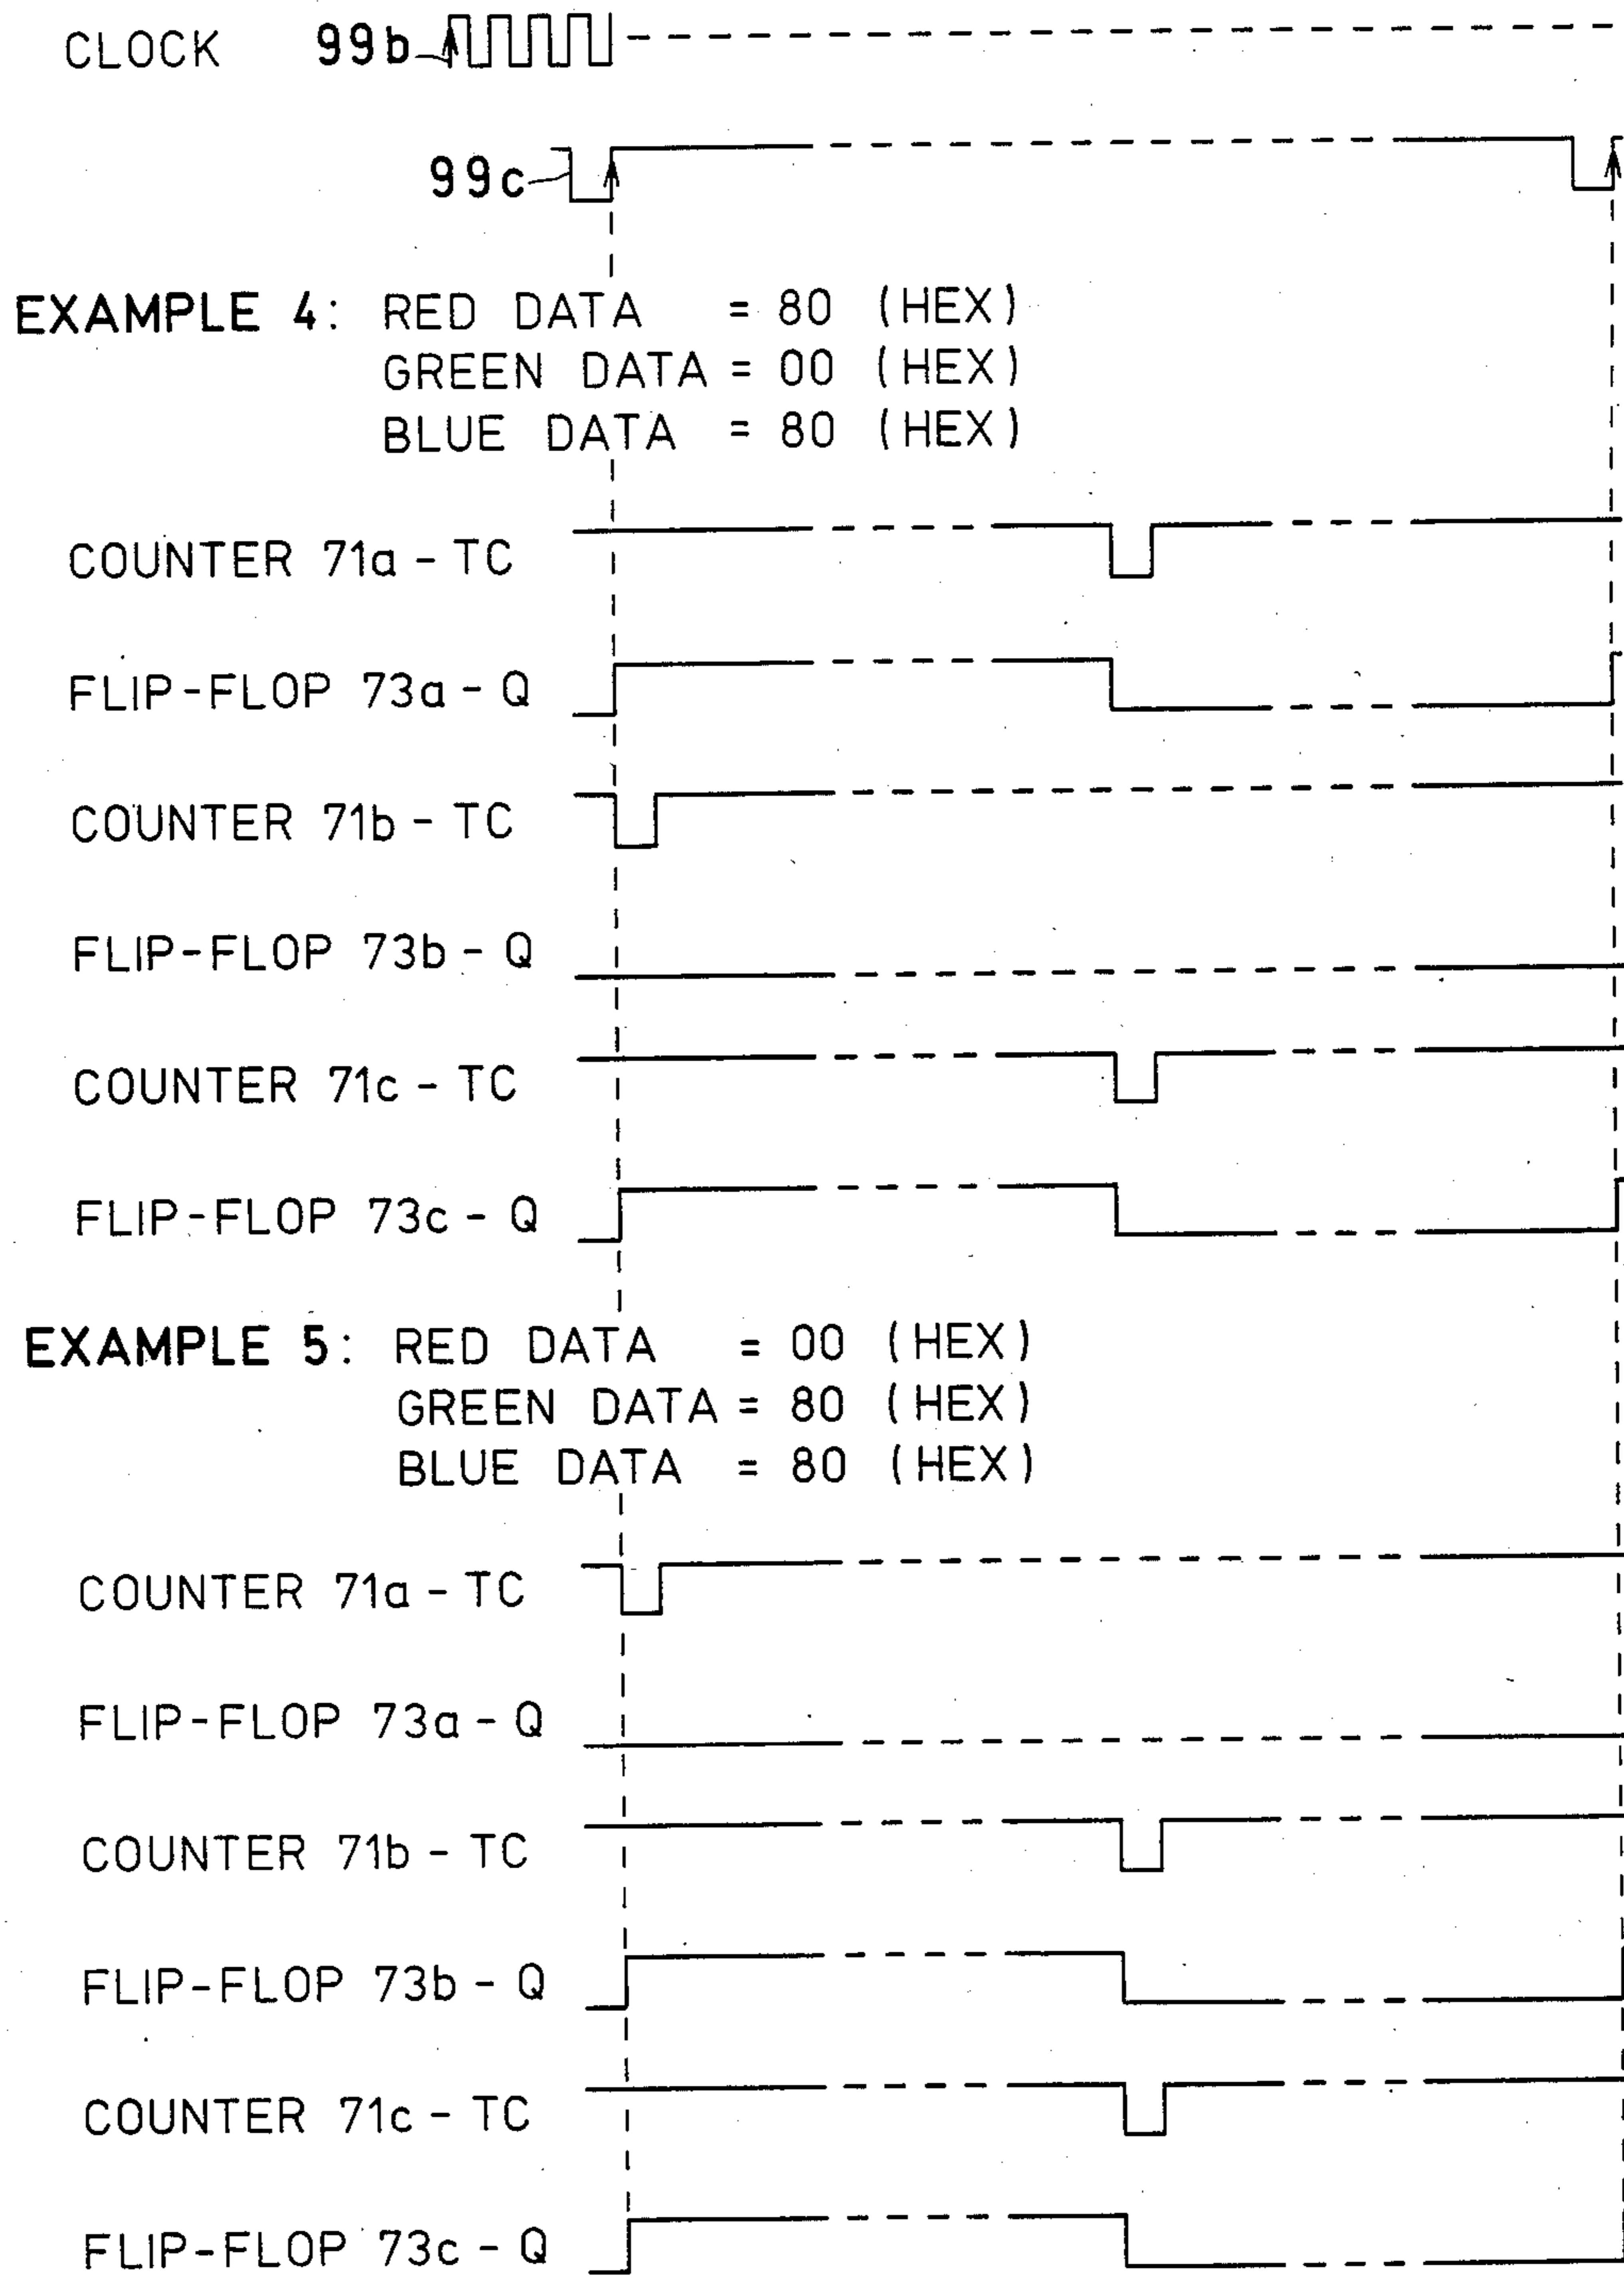 CLOCK 99b
99c
EXAMPLE 4: RED DATA = 80 (HEX)
GREEN DATA = 00 (HEX)
BLUE DATA = 80 (HEX)
COUNTER 71a - TC
FLIP-FLOP 73a - Q
COUNTER 71b - TC
FLIP-FLOP 73b - Q
COUNTER 71c - TC
FLIP-FLOP 73c - Q
EXAMPLE 5: RED DATA = 00 (HEX)
GREEN DATA = 80 (HEX)
BLUE DATA = 80 (HEX)
COUNTER 71a - TC
FLIP-FLOP 73a - Q
COUNTER 71b - TC
FLIP-FLOP 73b - Q
COUNTER 71c - TC
FLIP-FLOP 73c - Q